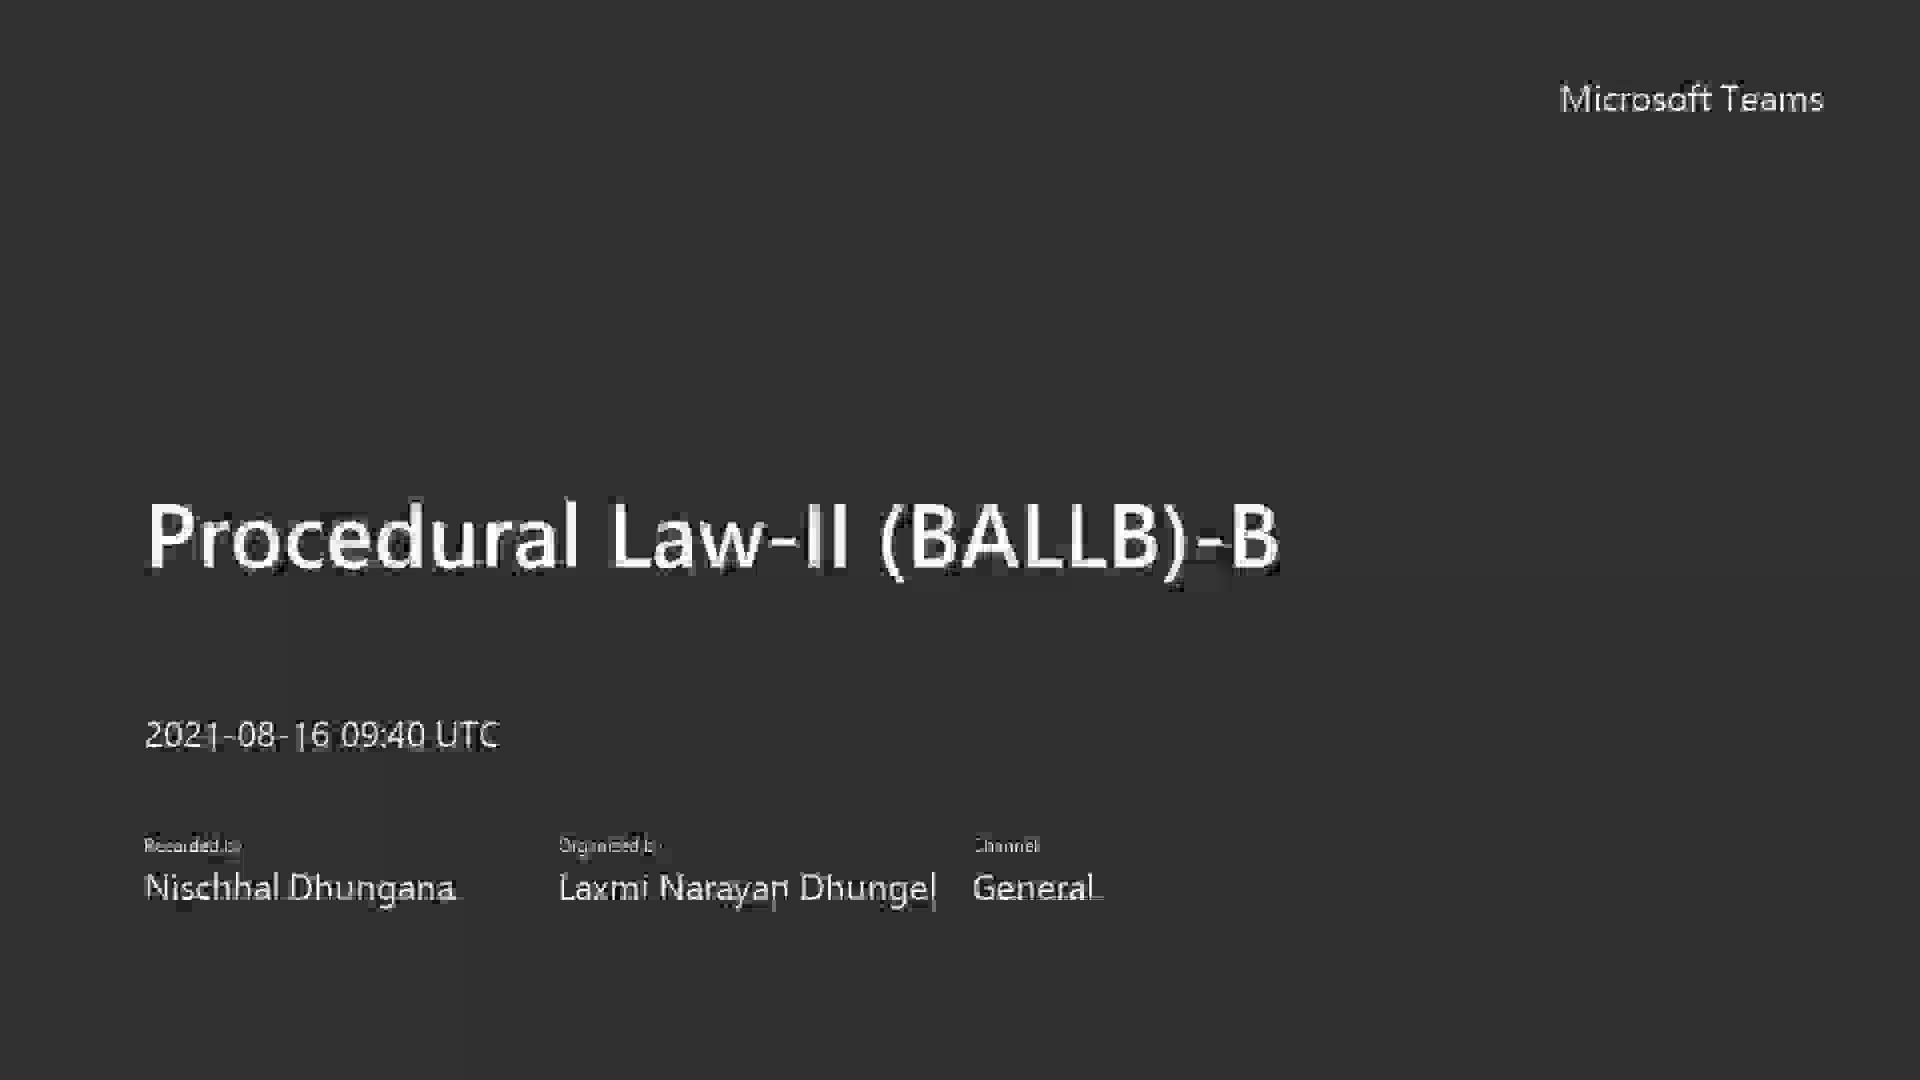 Microsoft Teams
Procedural Law-II (BALLB)-B
2021-08-16 09:40 UTC
Recorded by Organized by Channel
Nischhal Dhungana Laxmi Narayan Dhungel General